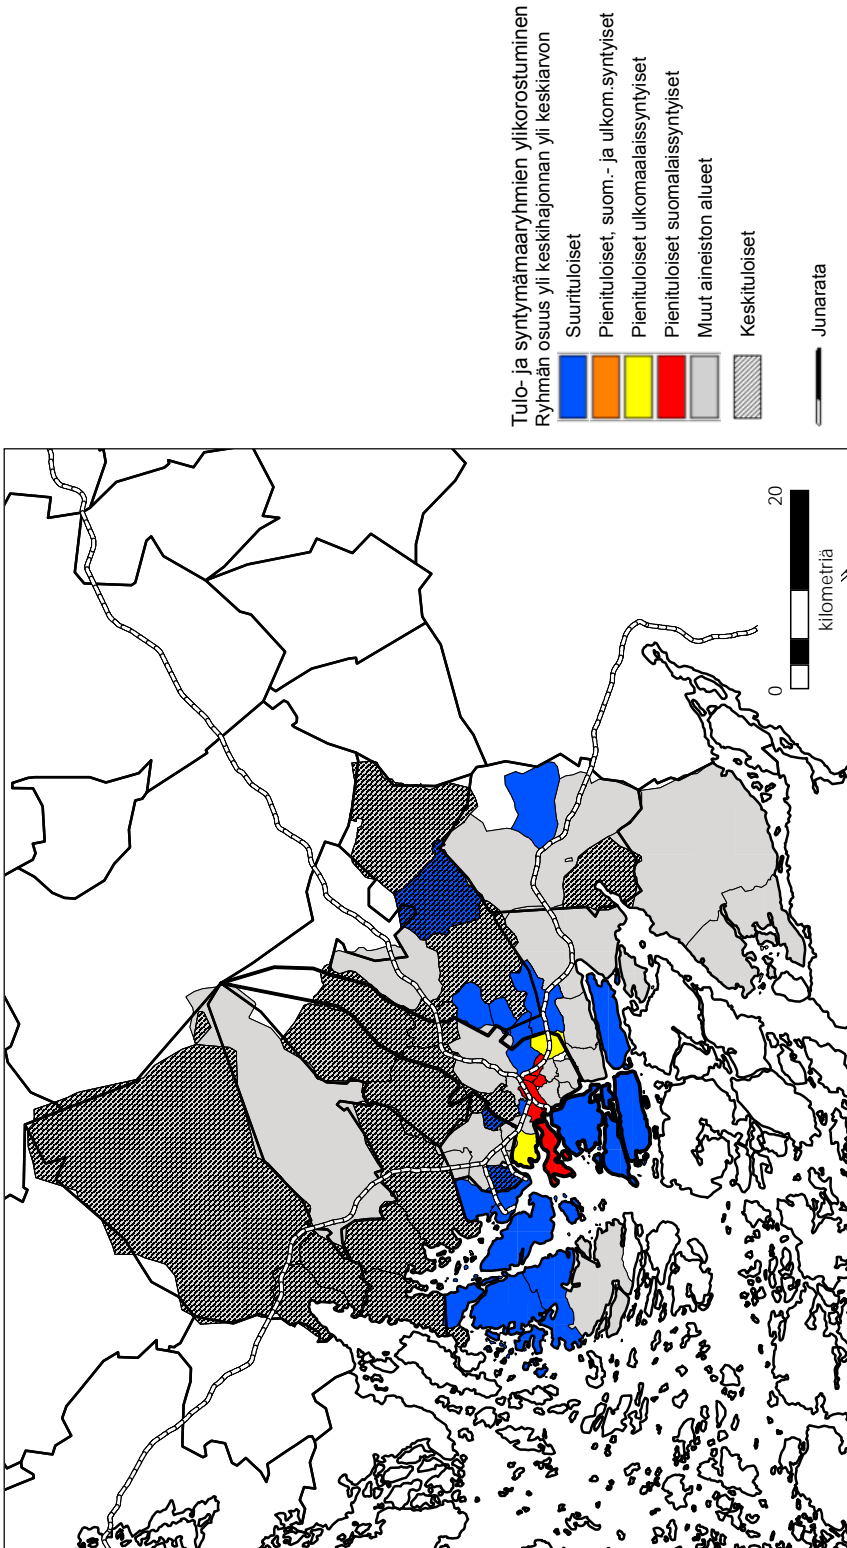 Tulo- ja syntymämaaryhmien ylikorostuminen
Ryhmän osuus yli keskihajonnan yli keskiarvon
Suurituloiset
Pienituloiset, suom.- ja ulkom.syntyiset
Pienituloiset ulkomaalaissyntyiset
Pienituloiset suomalaissyntyiset
Muut aineiston alueet
Keskituloiset
Junarata
0 20
kilometriä